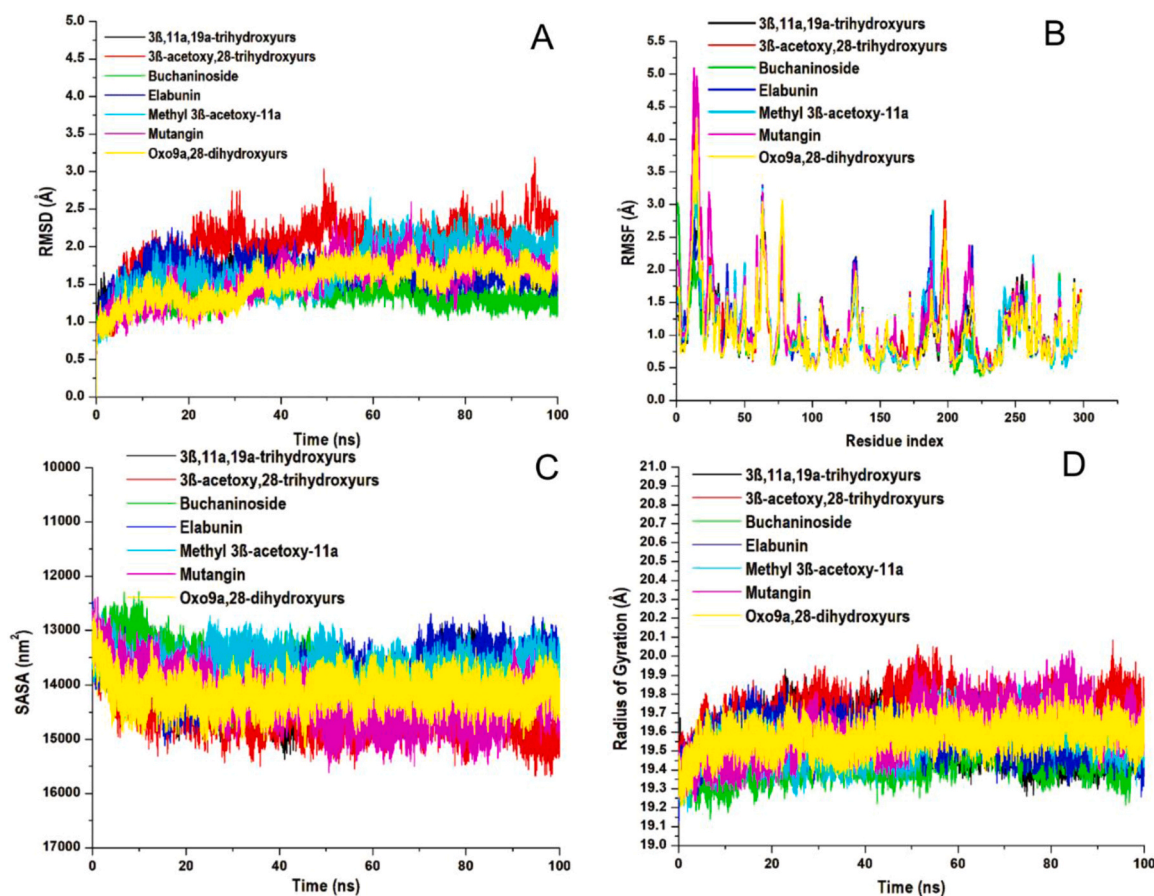 A
3ß,11a,19a-trihydroxyurs
3ß-acetoxy,28-trihydroxyurs
Buchaninoside
Elabunin
Methyl 3ß-acetoxy-11a
Mutangin
Oxo9a,28-dihydroxyurs
5.0
4.5
4.0
3.5
3.0
2.5
2.0
1.5
1.0
0.5
0.0
RMSD (Å)
0 20 40 60 80 100
Time (ns)
B
3ß,11a,19a-trihydroxyurs
3ß-acetoxy,28-trihydroxyurs
Buchaninoside
Elabunin
Methyl 3ß-acetoxy-11a
Mutangin
Oxo9a,28-dihydroxyurs
5.5
5.0
4.5
4.0
3.5
3.0
2.5
2.0
1.5
1.0
0.5
0.0
RMSF (Å)
0 50 100 150 200 250 300
Residue index
C
3ß,11a,19a-trihydroxyurs
3ß-acetoxy,28-trihydroxyurs
Buchaninoside
Elabunin
Methyl 3ß-acetoxy-11a
Mutangin
Oxo9a,28-dihydroxyurs
10000
11000
12000
13000
14000
15000
16000
17000
SASA (nm²)
0 20 40 60 80 100
Time (ns)
D
3ß,11a,19a-trihydroxyurs
3ß-acetoxy,28-trihydroxyurs
Buchaninoside
Elabunin
Methyl 3ß-acetoxy-11a
Mutangin
Oxo9a,28-dihydroxyurs
21.0
20.9
20.8
20.7
20.6
20.5
20.4
20.3
20.2
20.1
20.0
19.9
19.8
19.7
19.6
19.5
19.4
19.3
19.2
19.1
19.0
Radius of Gyration (Å)
0 20 40 60 80 100
Time (ns)